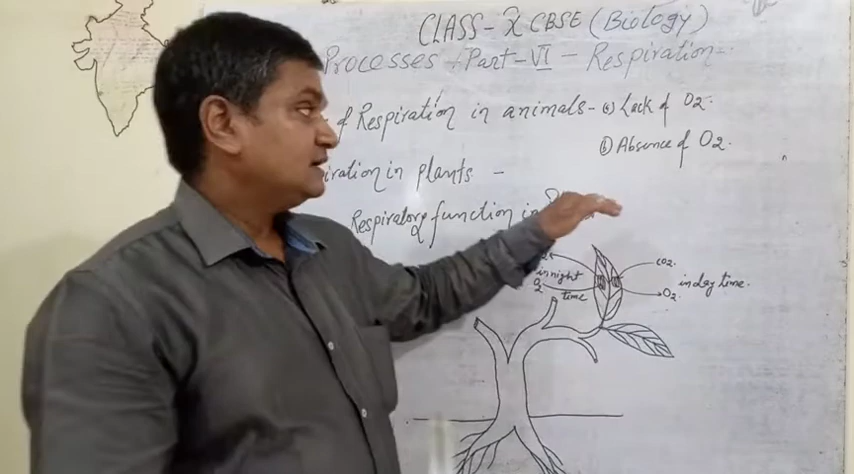 CLASS-X CBSE (Biology)
Processes - Part-VI - Respiration-
of Respiration in animals- (a) Lack of O2.
(b) Absence of O2.
iration in plants -
Respiratory function in
CO2.
in night
O2
time
O2.
in day time.